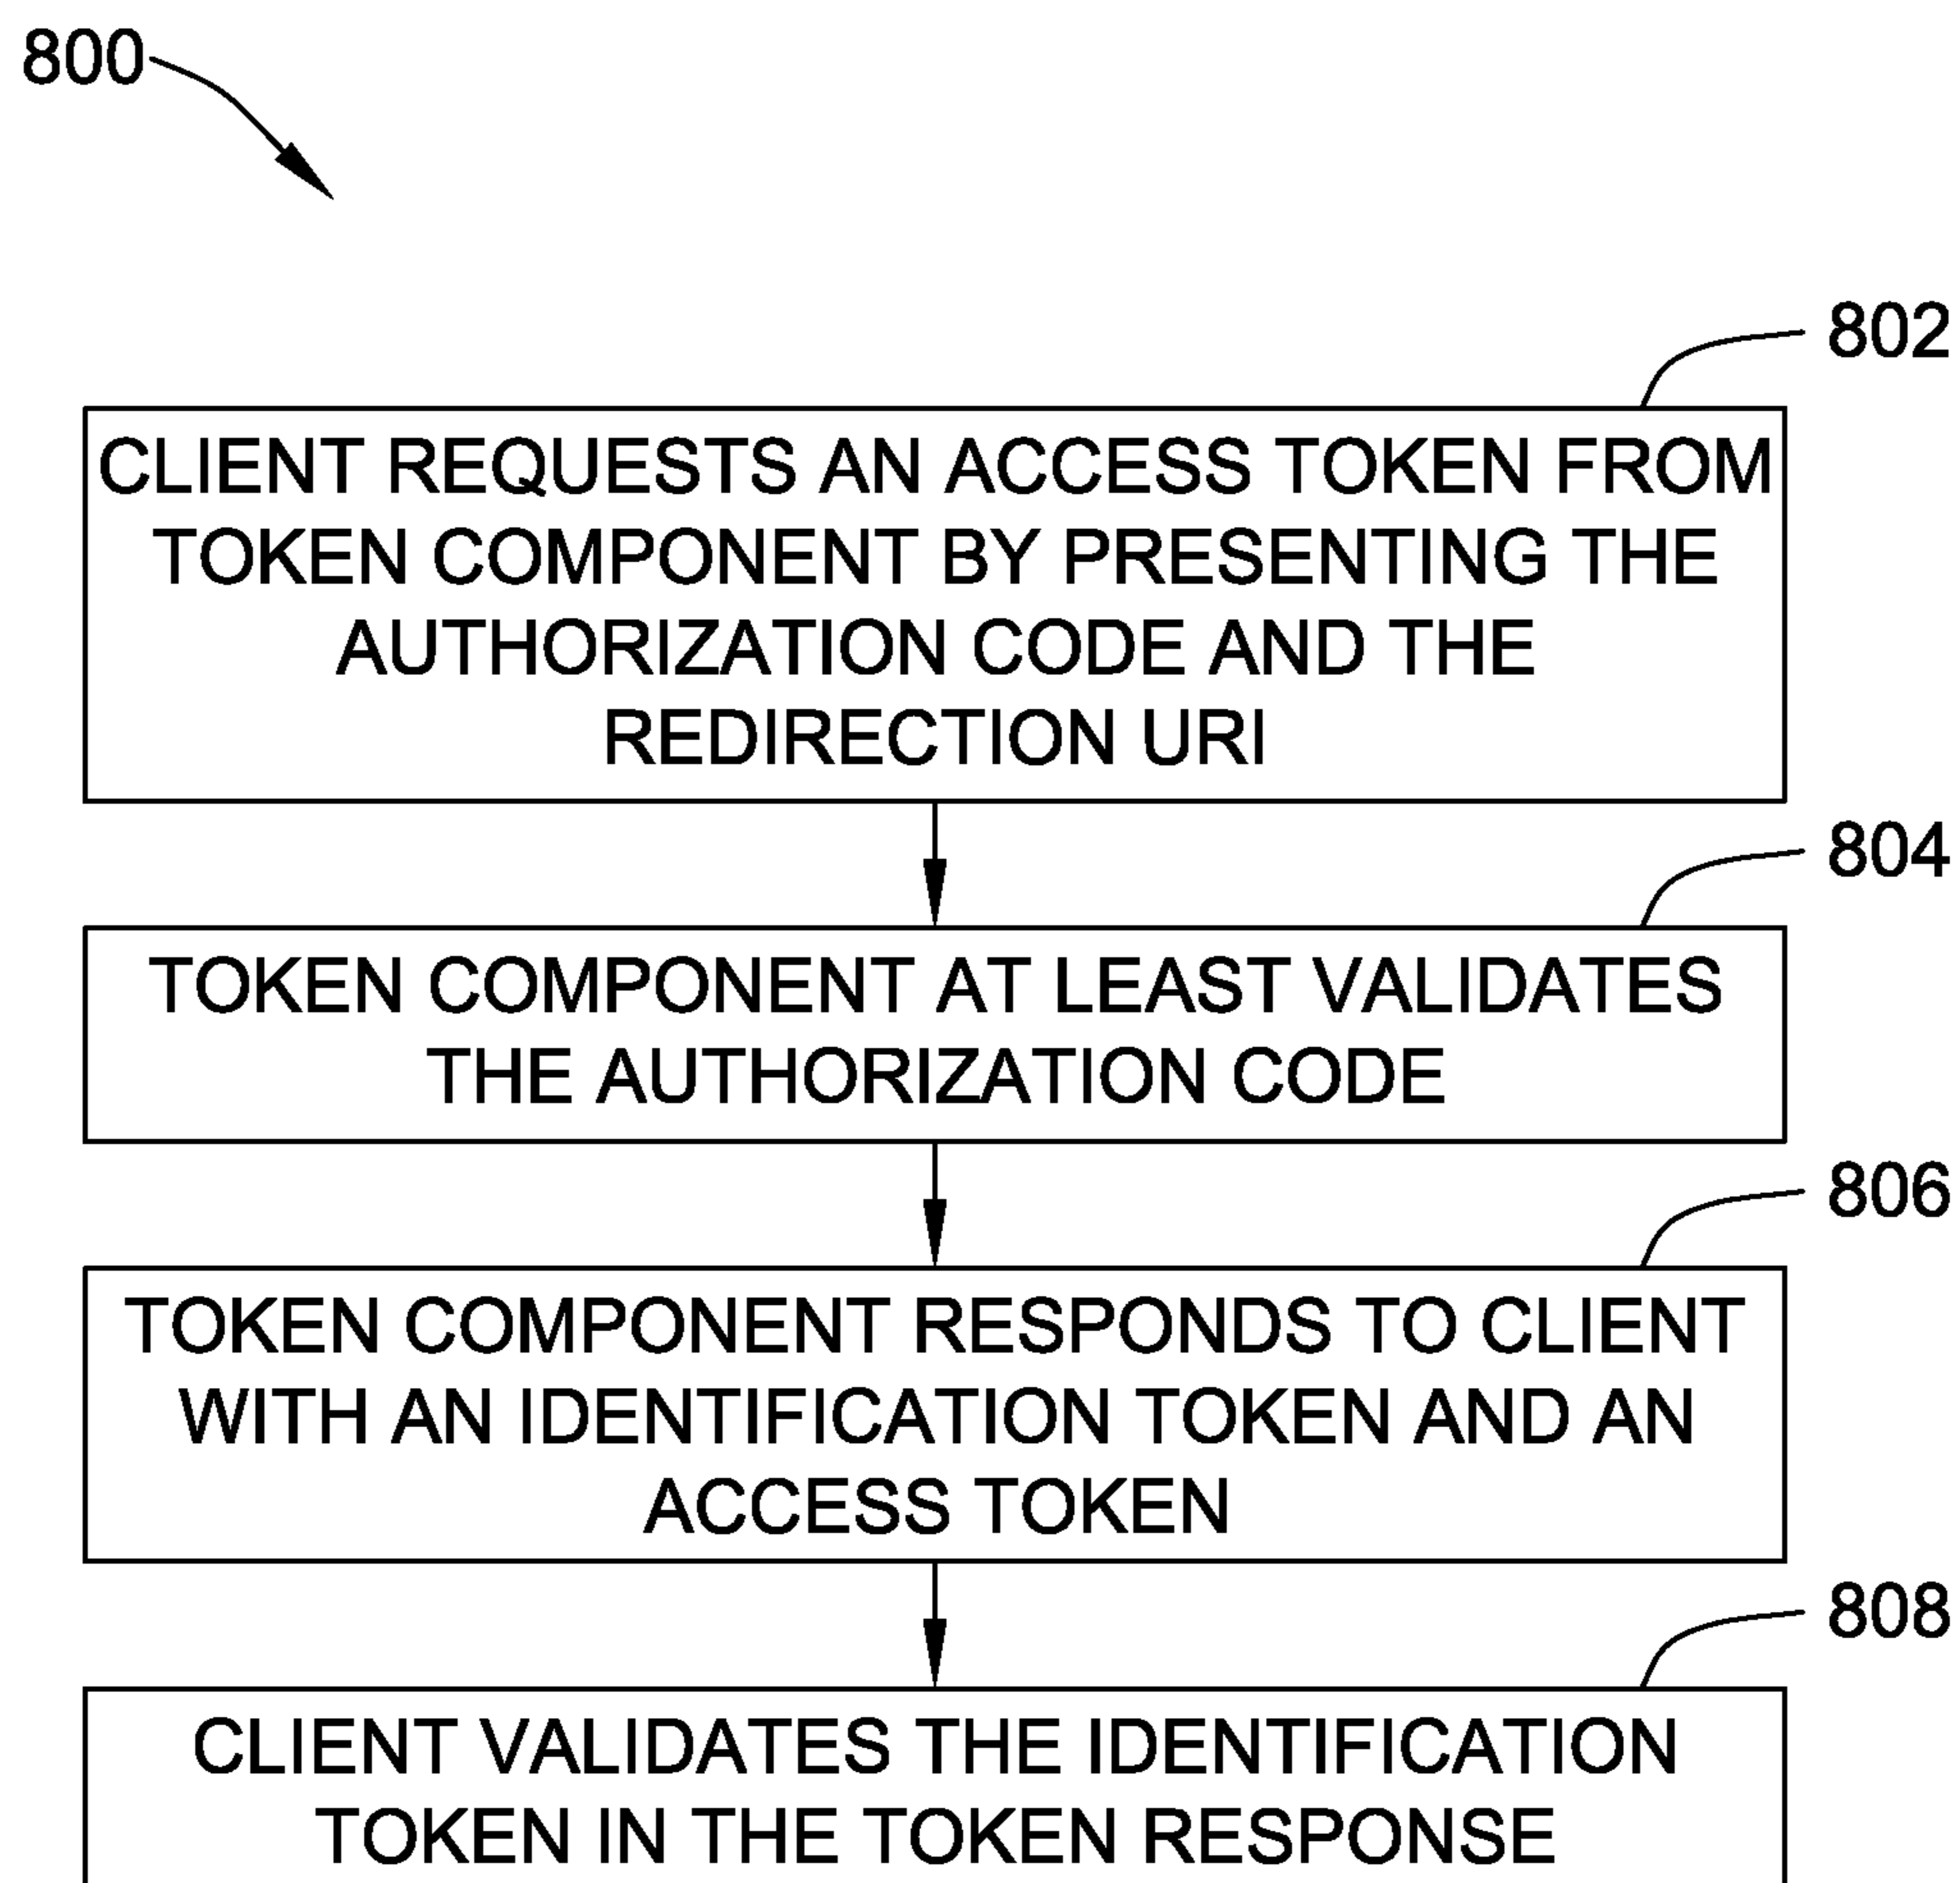 800
802
CLIENT REQUESTS AN ACCESS TOKEN FROM
TOKEN COMPONENT BY PRESENTING THE
AUTHORIZATION CODE AND THE
REDIRECTION URI
804
TOKEN COMPONENT AT LEAST VALIDATES
THE AUTHORIZATION CODE
806
TOKEN COMPONENT RESPONDS TO CLIENT
WITH AN IDENTIFICATION TOKEN AND AN
ACCESS TOKEN
808
CLIENT VALIDATES THE IDENTIFICATION
TOKEN IN THE TOKEN RESPONSE